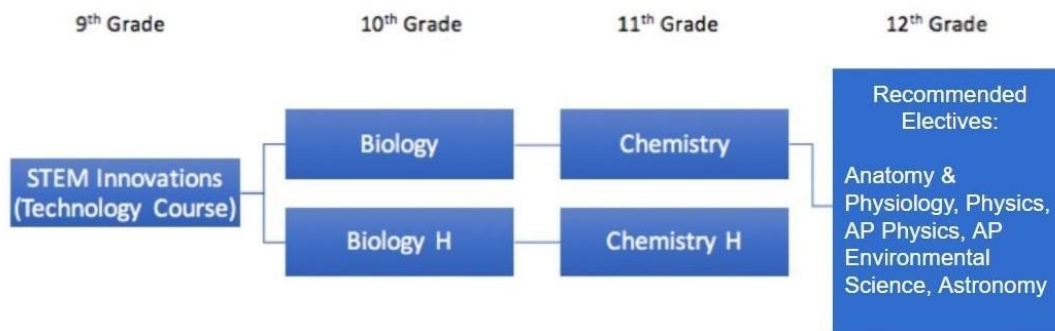 9th Grade
10th Grade
11th Grade
12th Grade
STEM Innovations
(Technology Course)
Biology
Biology H
Chemistry
Chemistry H
Recommended
Electives:
Anatomy &
Physiology, Physics,
AP Physics, AP
Environmental
Science, Astronomy